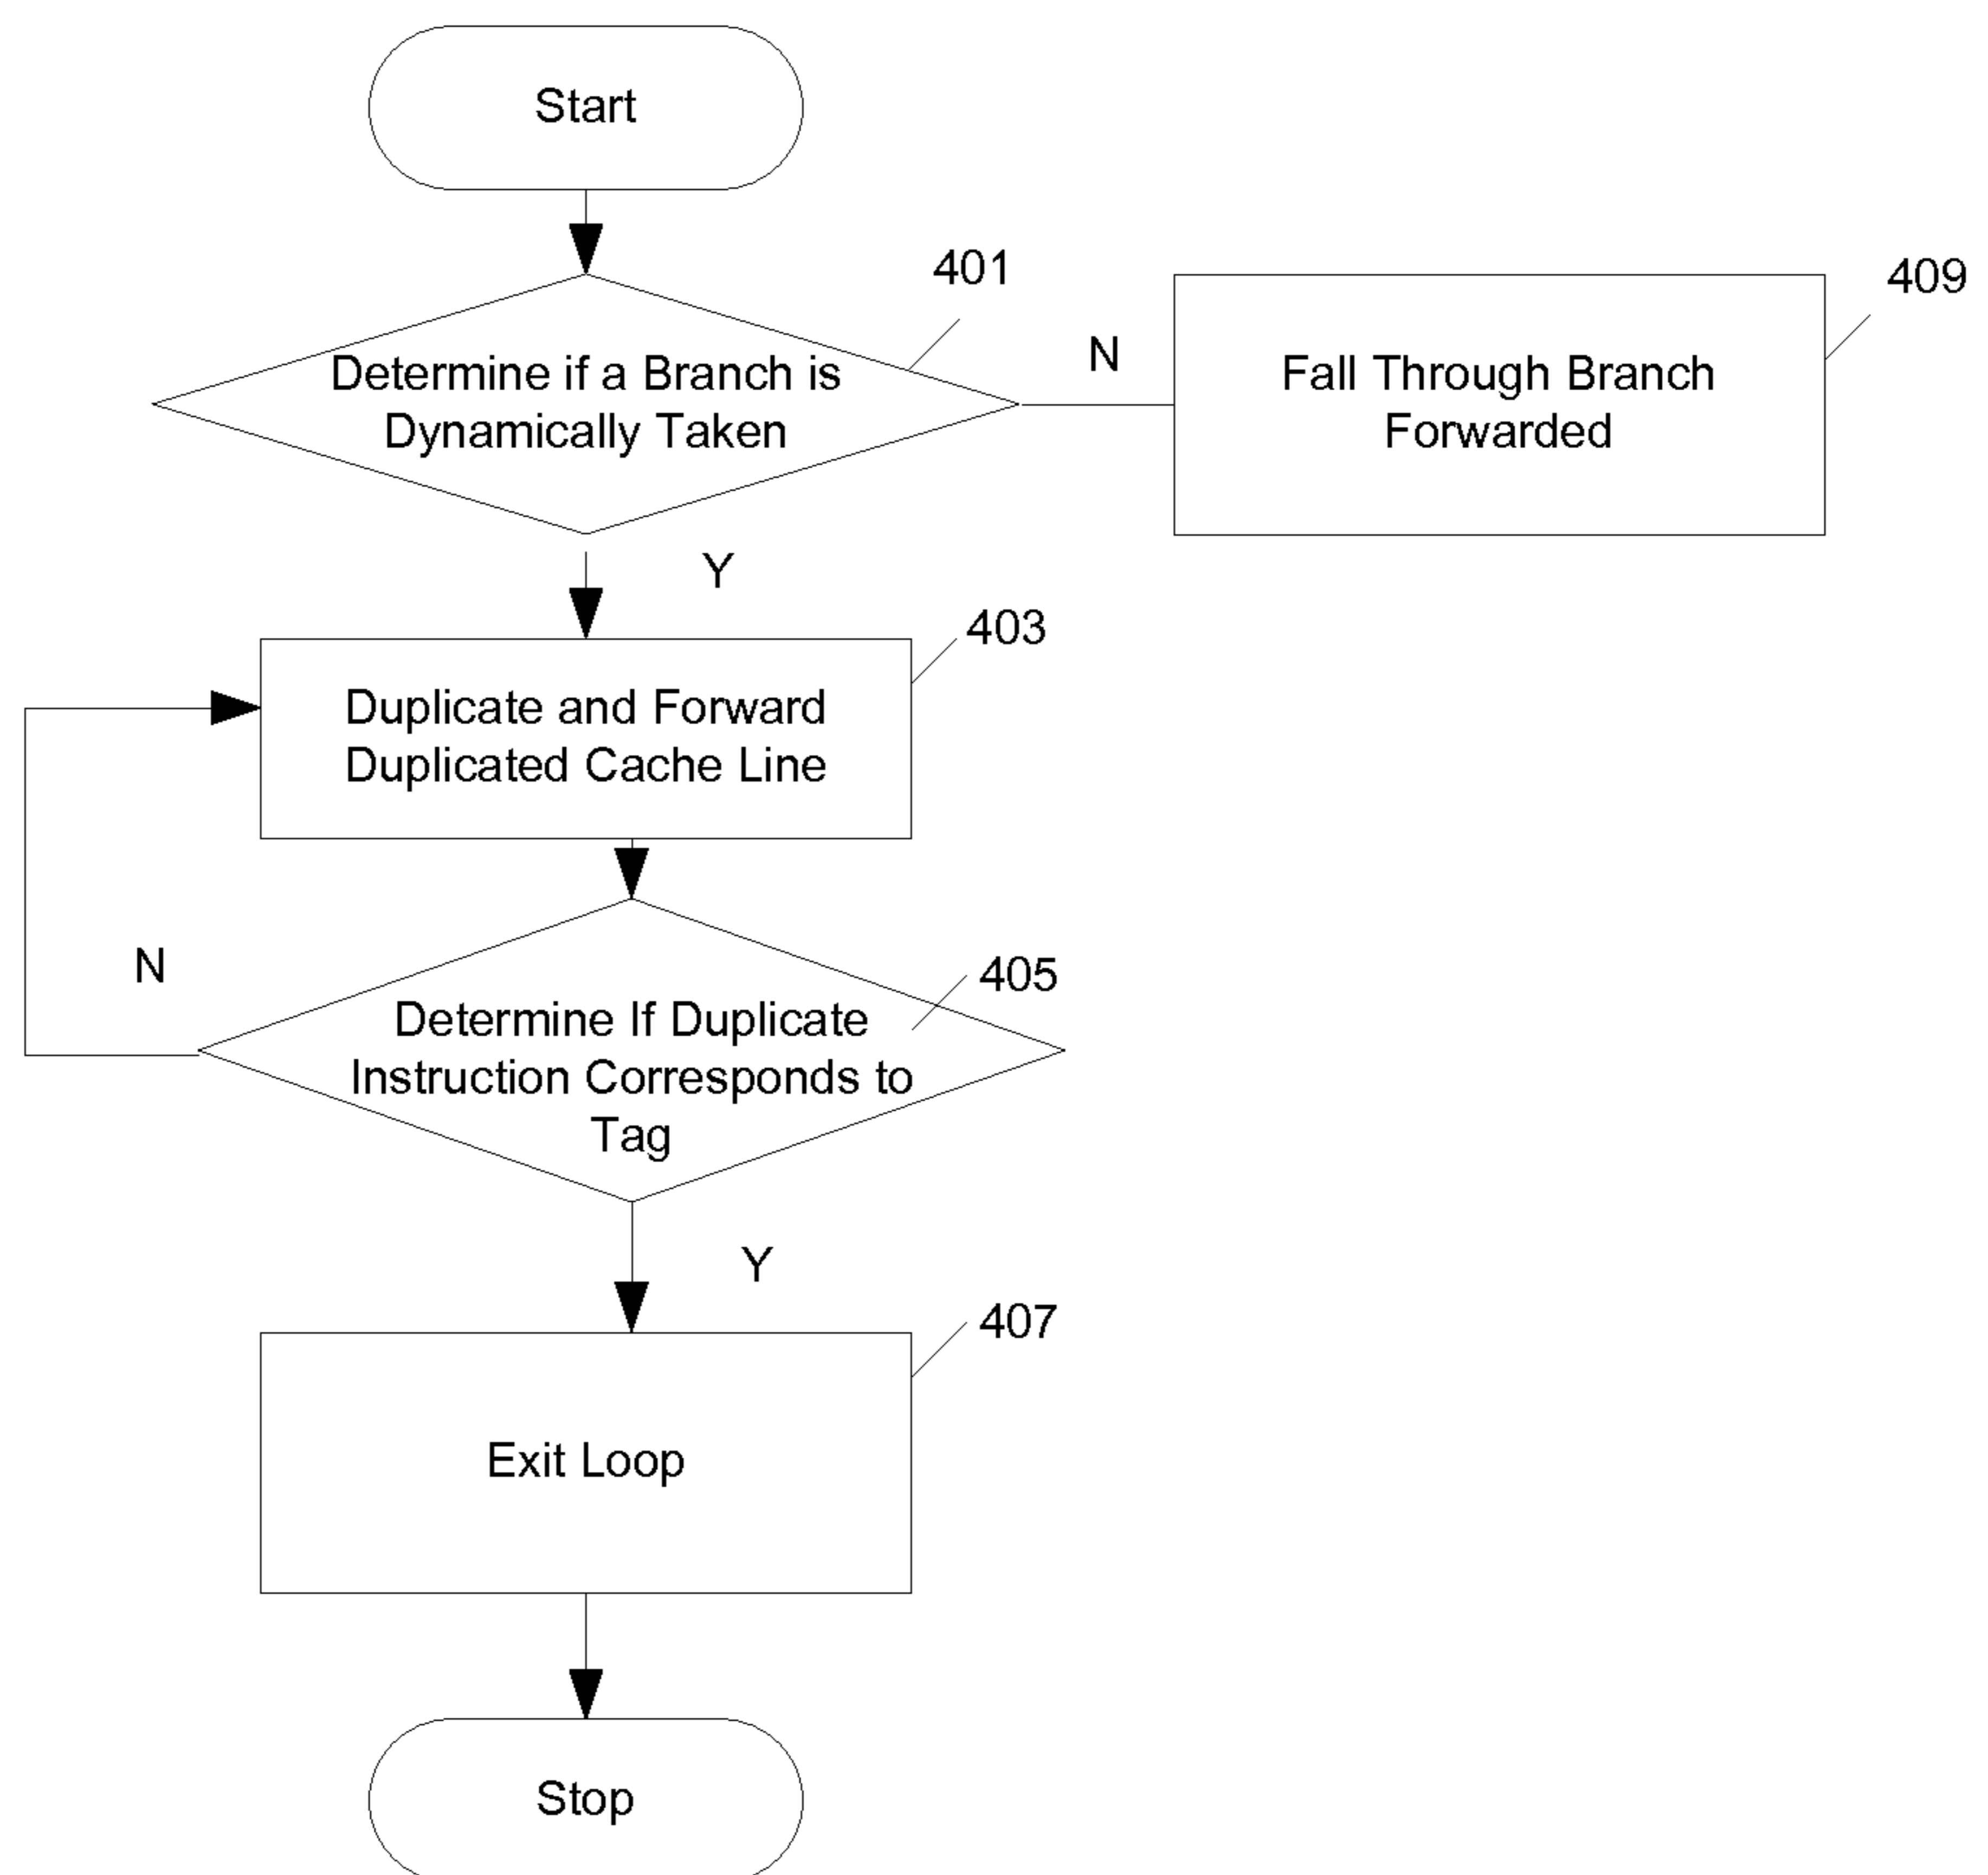 Start
401
Determine if a Branch is
Dynamically Taken
N
Fall Through Branch
Forwarded
409
Y
403
Duplicate and Forward
Duplicated Cache Line
N
405
Determine If Duplicate
Instruction Corresponds to
Tag
Y
407
Exit Loop
Stop